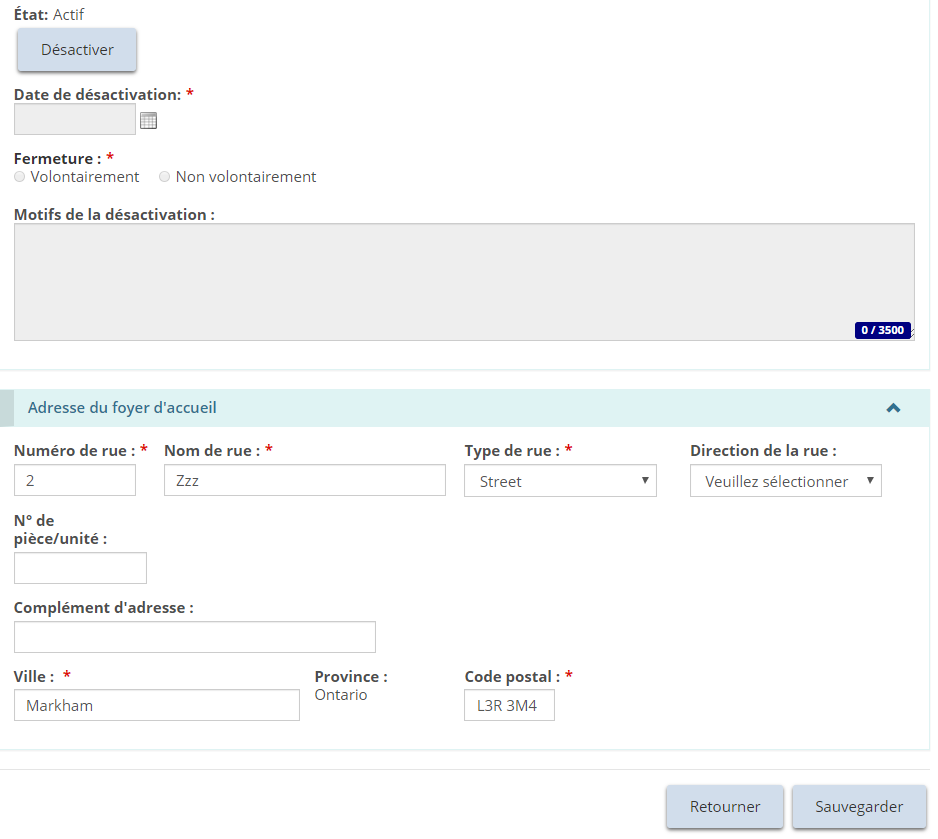 État: Actif
Désactiver
Date de désactivation: *
Fermeture : *
Volontairement Non volontairement
Motifs de la désactivation :
0 / 3500
Adresse du foyer d'accueil
Numéro de rue : * Nom de rue : * Type de rue : * Direction de la rue :
2 Zzz Street Veuillez sélectionner
N° de
pièce/unité :
Complément d'adresse :
Ville : * Province : Code postal : *
Markham Ontario L3R 3M4
Retourner Sauvegarder